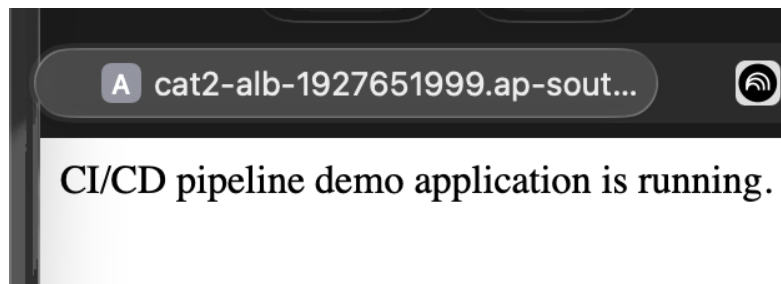 A cat2-alb-1927651999.ap-sout...
CI/CD pipeline demo application is running.